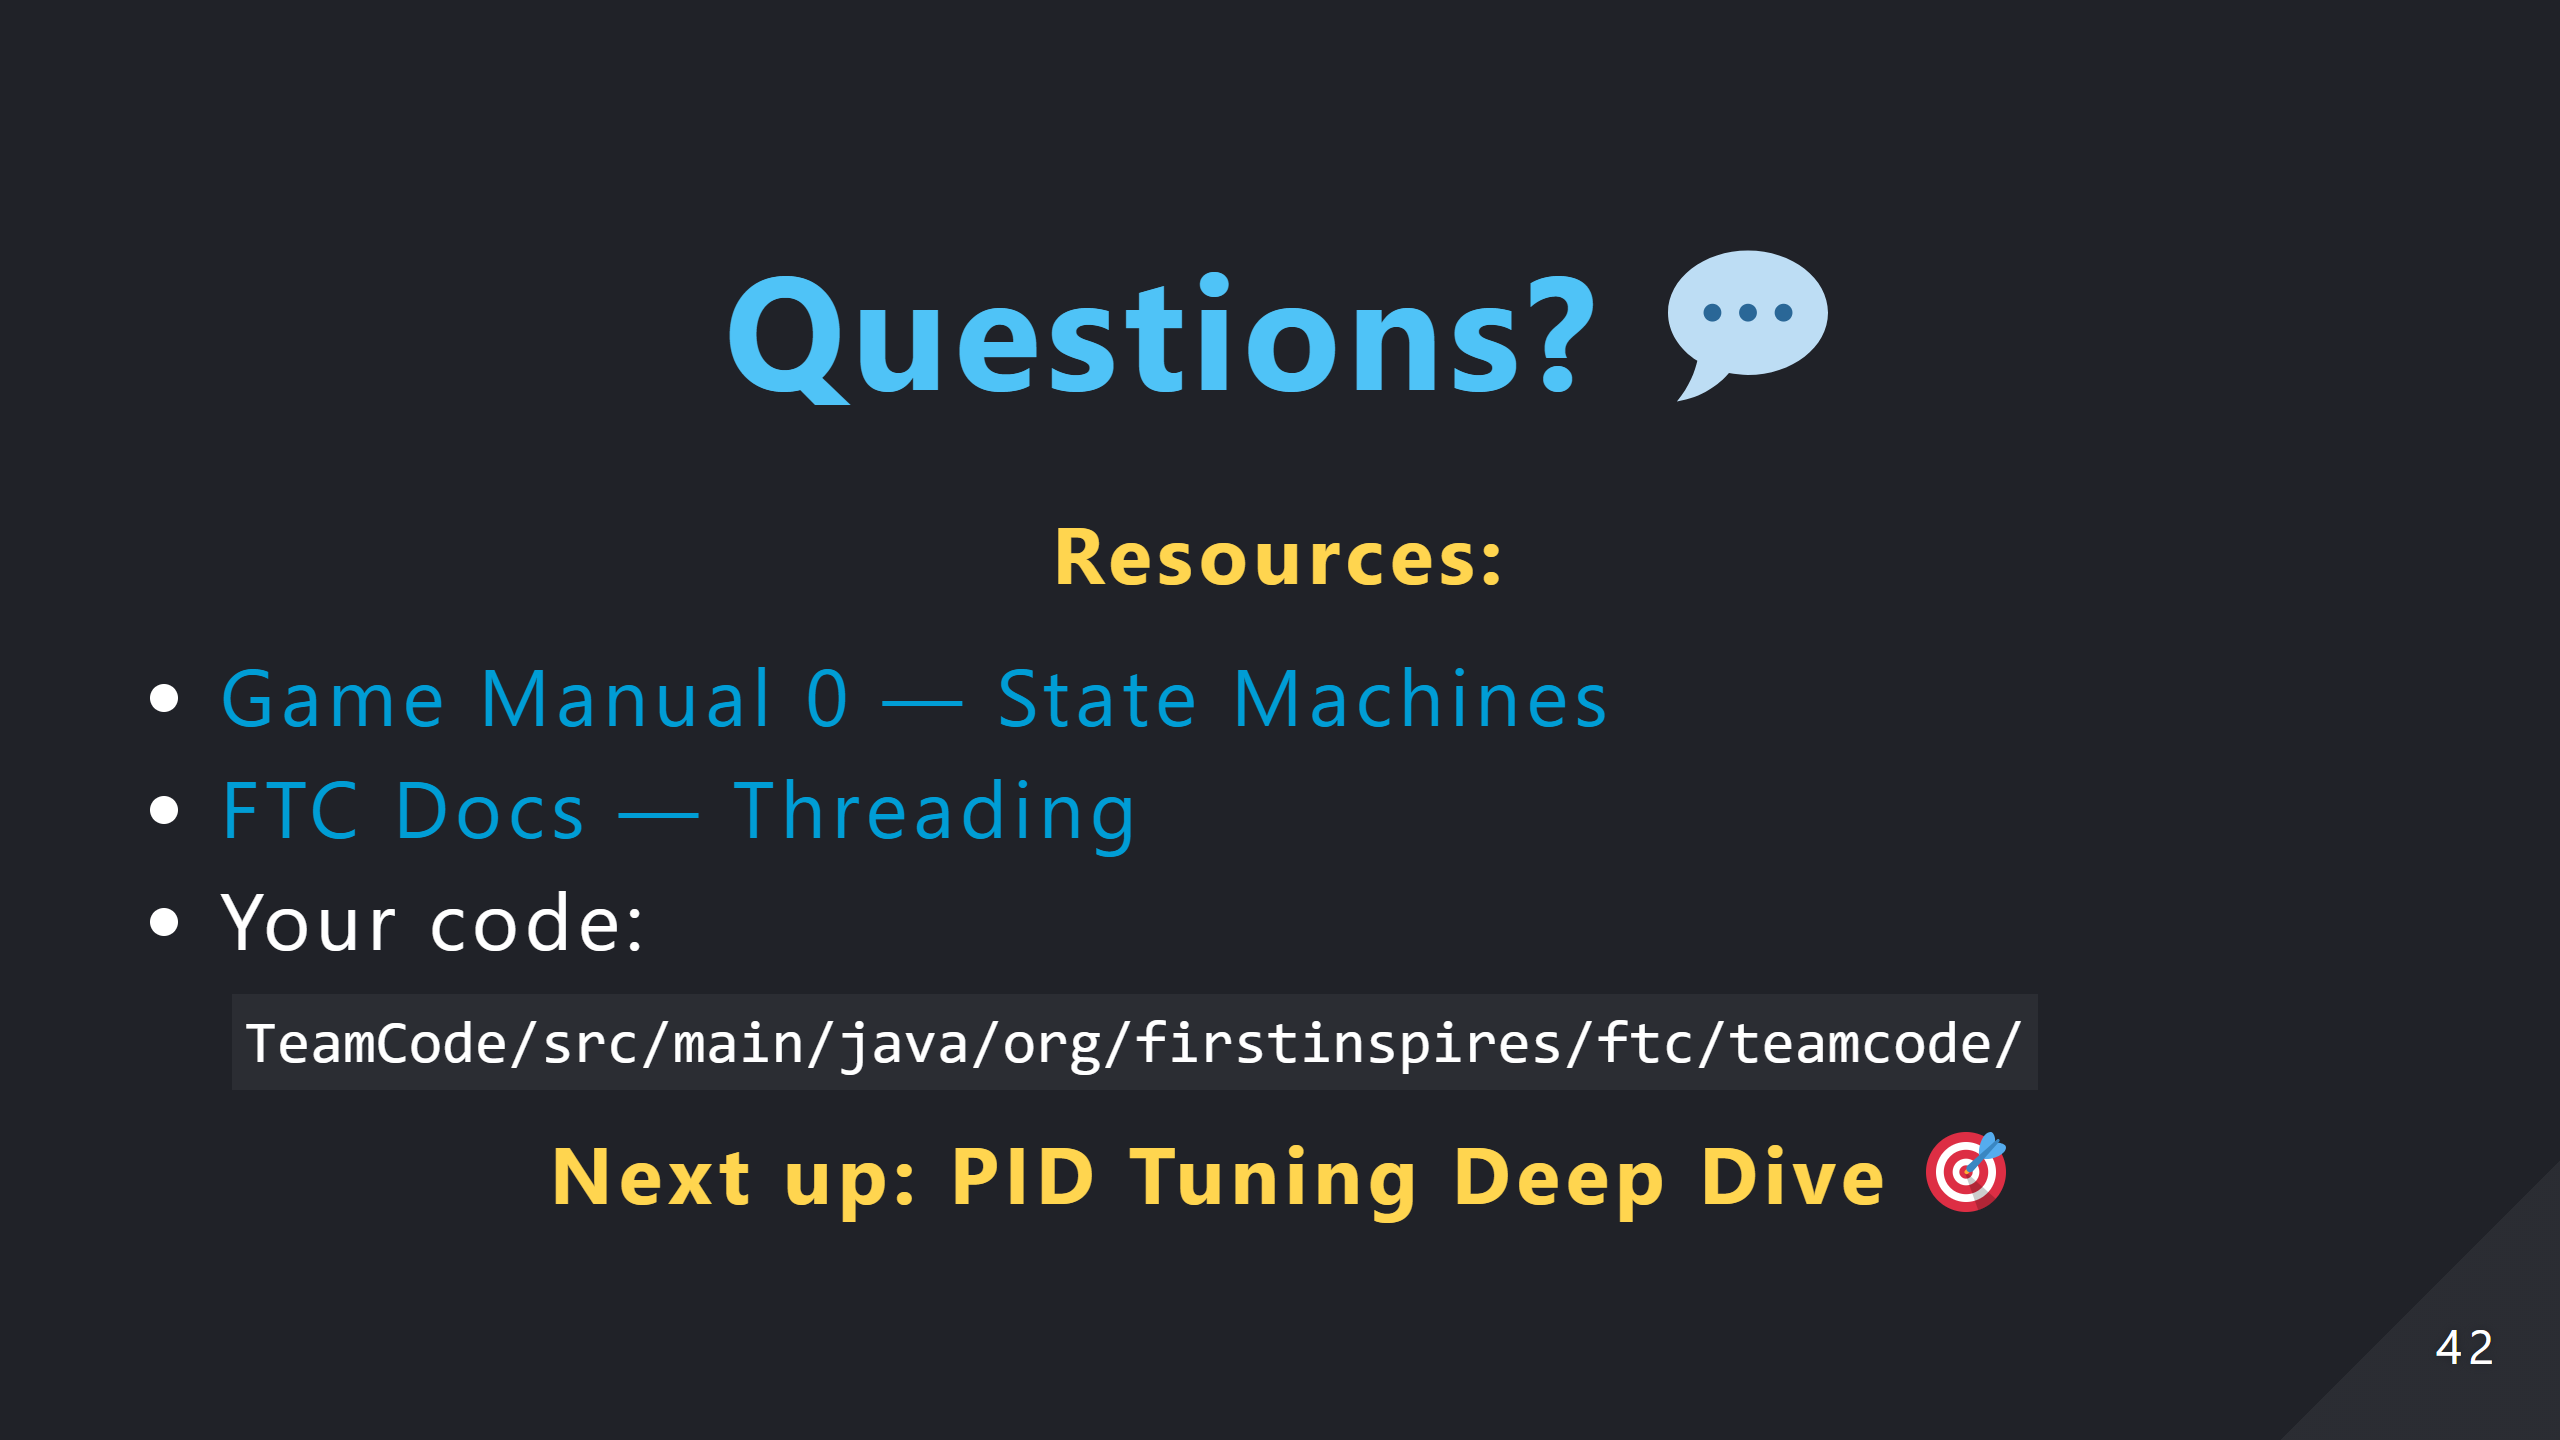 Questions? 💬
Resources:
• Game Manual 0 — State Machines
• FTC Docs — Threading
• Your code:
TeamCode/src/main/java/org/firstinspires/ftc/teamcode/
Next up: PID Tuning Deep Dive 🎯
42